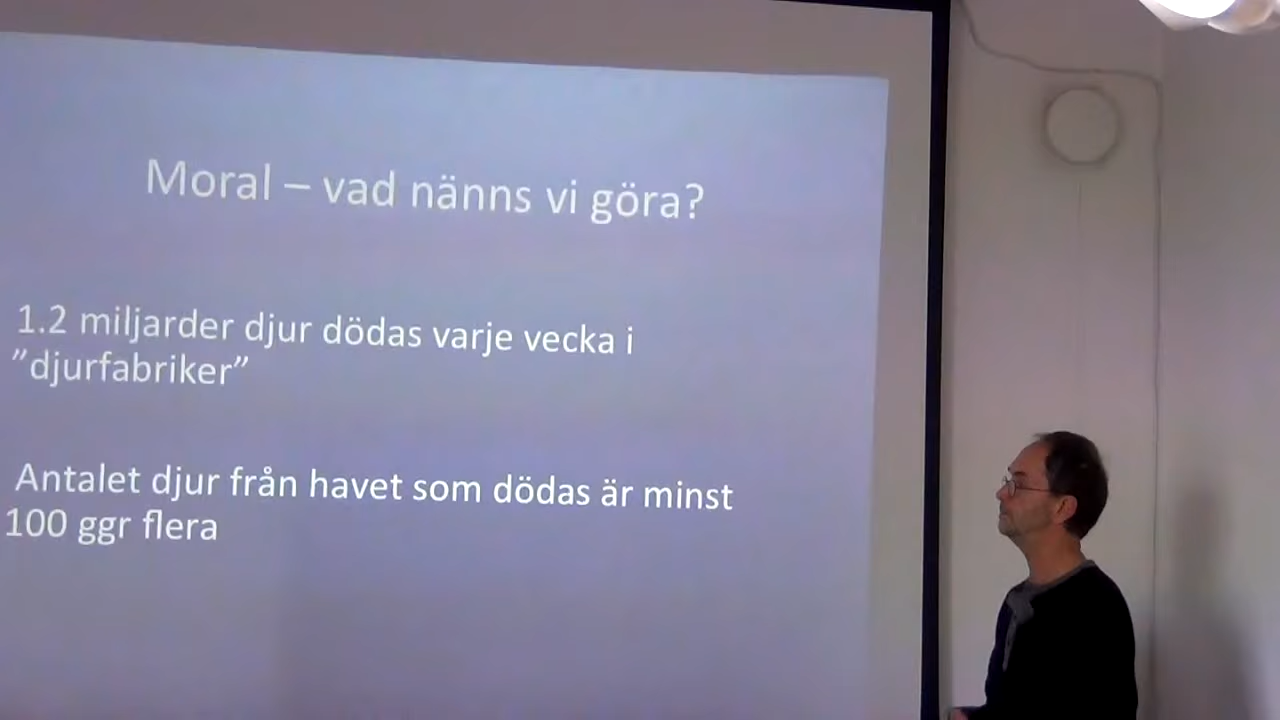 Moral – vad nänns vi göra?
1.2 miljarder djur dödas varje vecka i
”djurfabriker”
Antalet djur från havet som dödas är minst
100 ggr flera